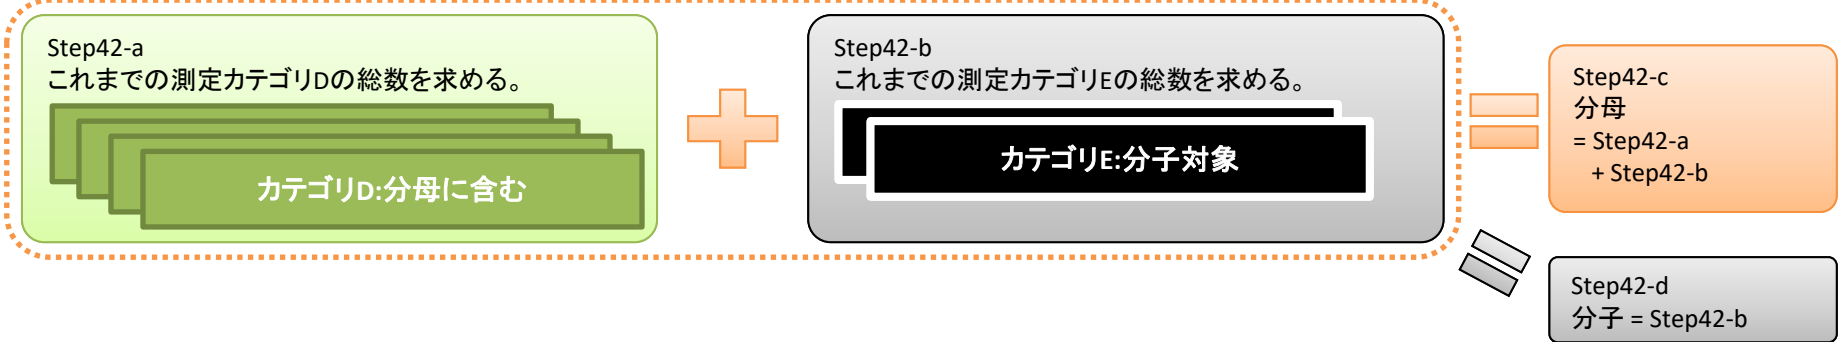 Step42-a
これまでの測定カテゴリDの総数を求める。
カテゴリD:分母に含む
Step42-b
これまでの測定カテゴリEの総数を求める。
カテゴリE:分子対象
Step42-c
分母
= Step42-a
+ Step42-b
Step42-d
分子 = Step42-b